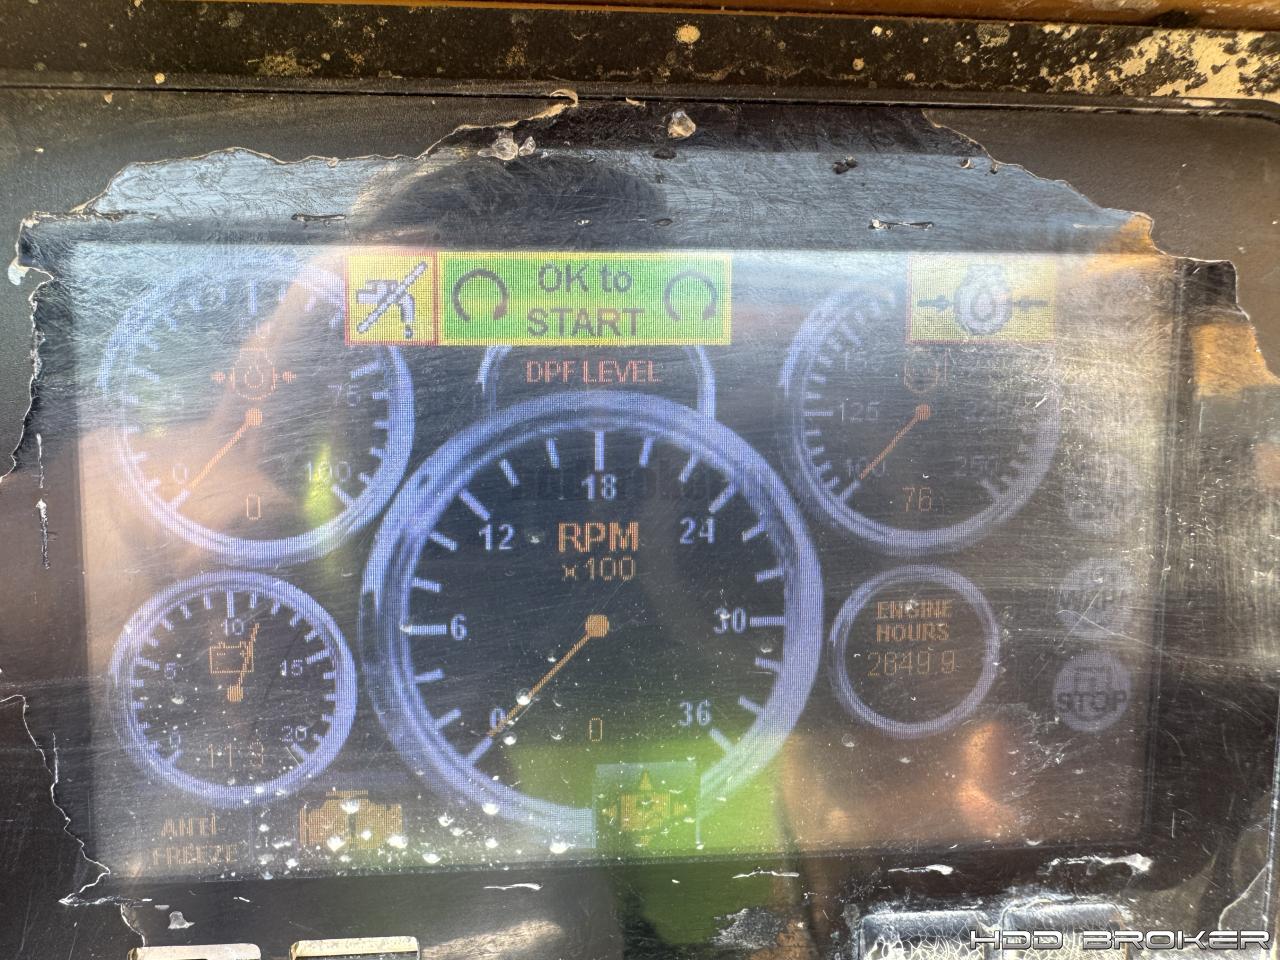 OK to
START
DPF LEVEL
75
0
100
0
125
125
100
250
76
18
12
24
RPM
x100
6
30
0
36
0
10
5
15
0
20
11.9
ENGINE
HOURS
2849.9
STOP
ANTI
FREEZE
HDD BROKER